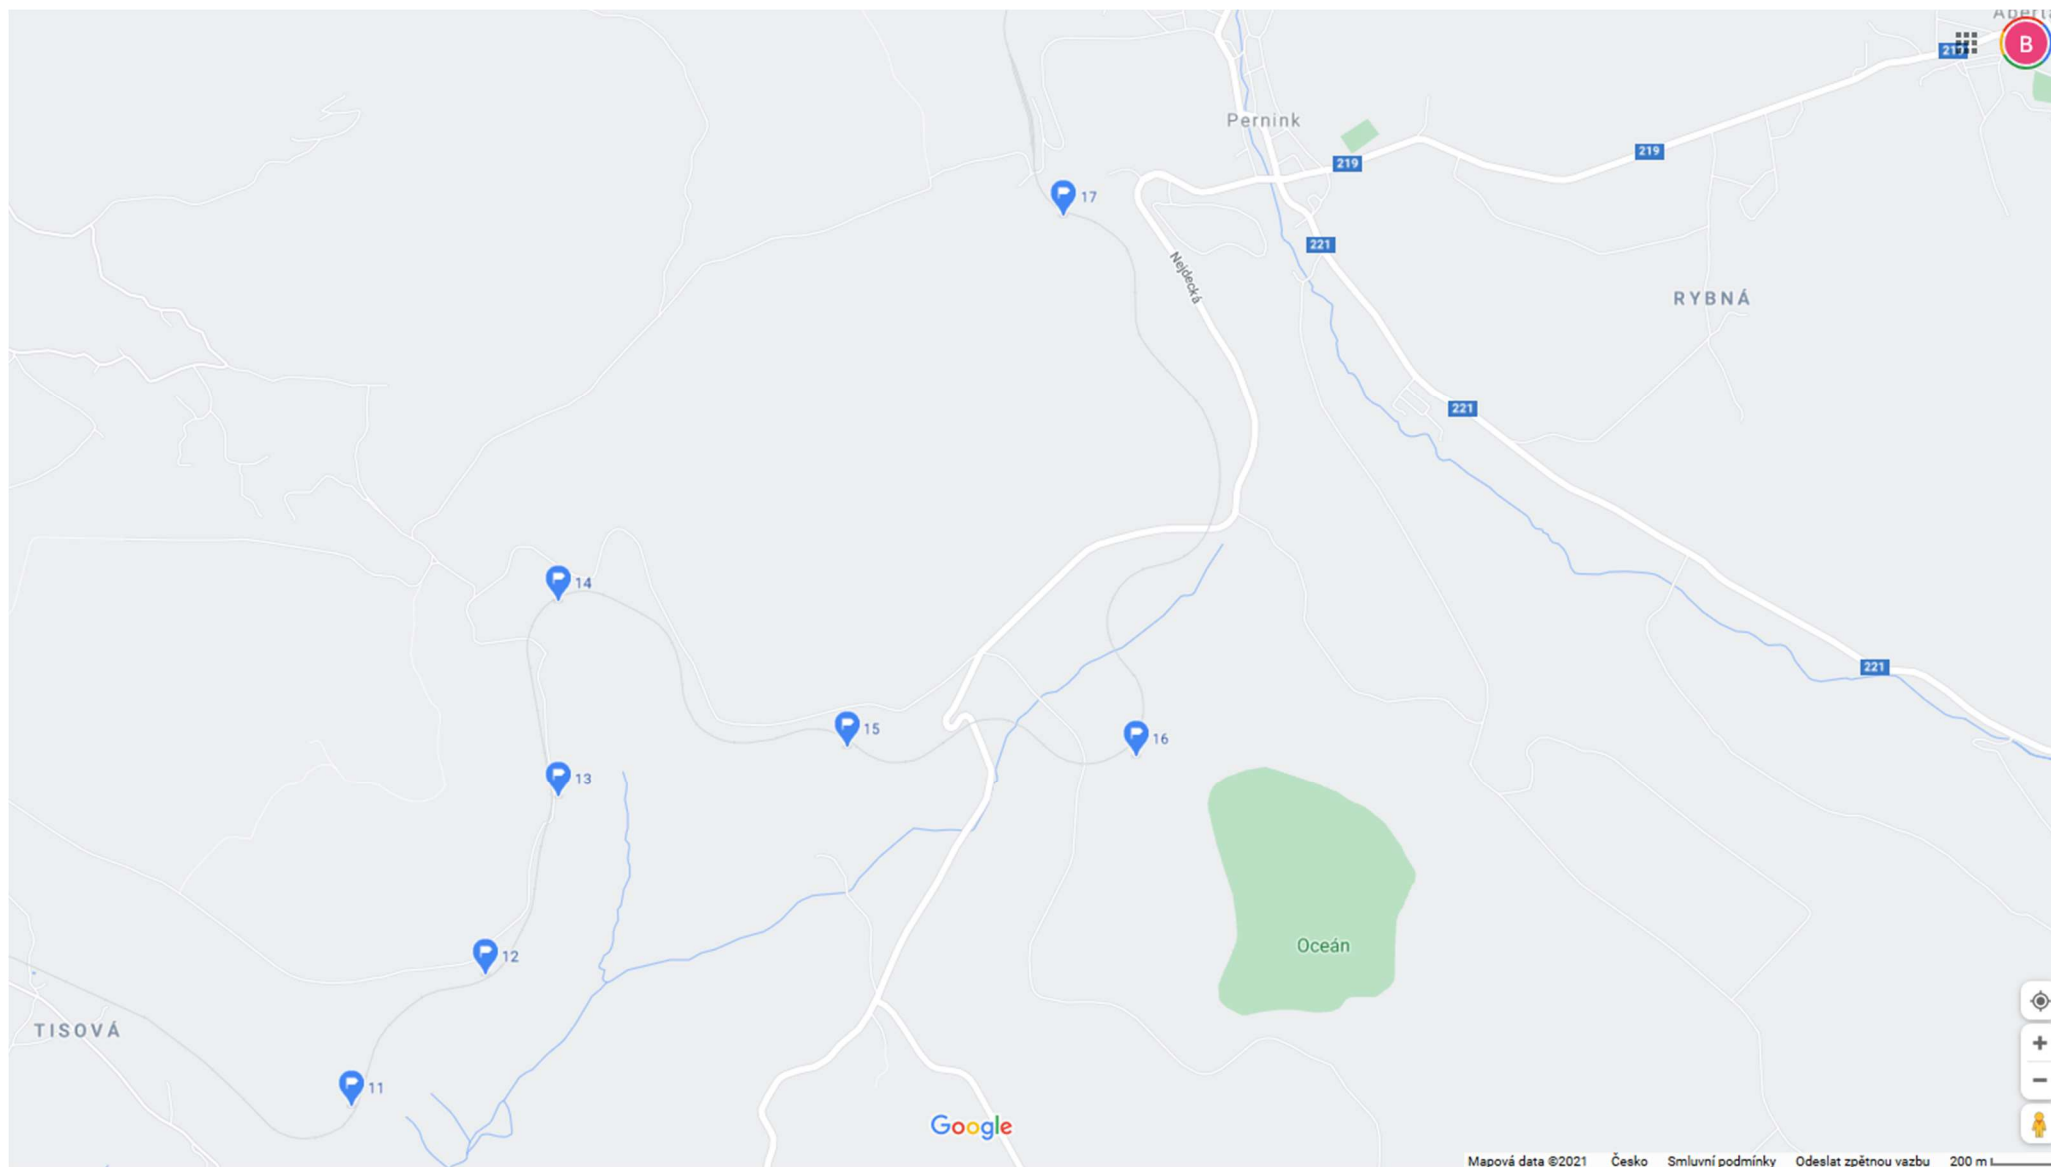 219
B
Pernink
219
219
17
221
Nejdecká
RYBNÁ
221
14
221
15
16
13
Oceán
12
TISOVÁ
11
Google
Mapová data ©2021 Česko Smluvní podmínky Odeslat zpětnou vazbu 200 m